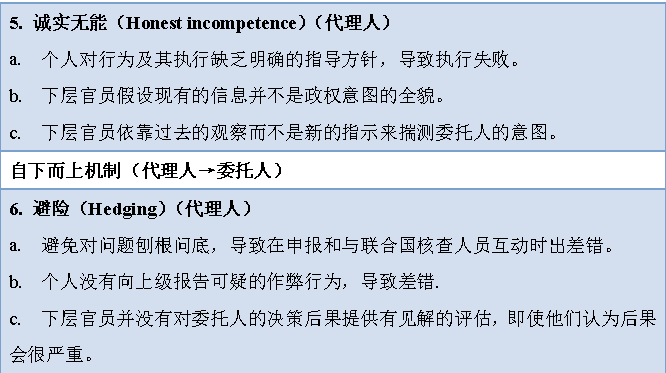 5. 诚实无能（Honest incompetence）（代理人）
a. 个人对行为及其执行缺乏明确的指导方针，导致执行失败。
b. 下层官员假设现有的信息并不是政权意图的全貌。
c. 下层官员依靠过去的观察而不是新的指示来揣测委托人的意图。
自下而上机制（代理人→委托人）
6. 避险（Hedging）（代理人）
a. 避免对问题刨根问底，导致在申报和与联合国核查人员互动时出差错。
b. 个人没有向上级报告可疑的作弊行为，导致差错.
c. 下层官员并没有对委托人的决策后果提供有见解的评估，即使他们认为后果
会很严重。